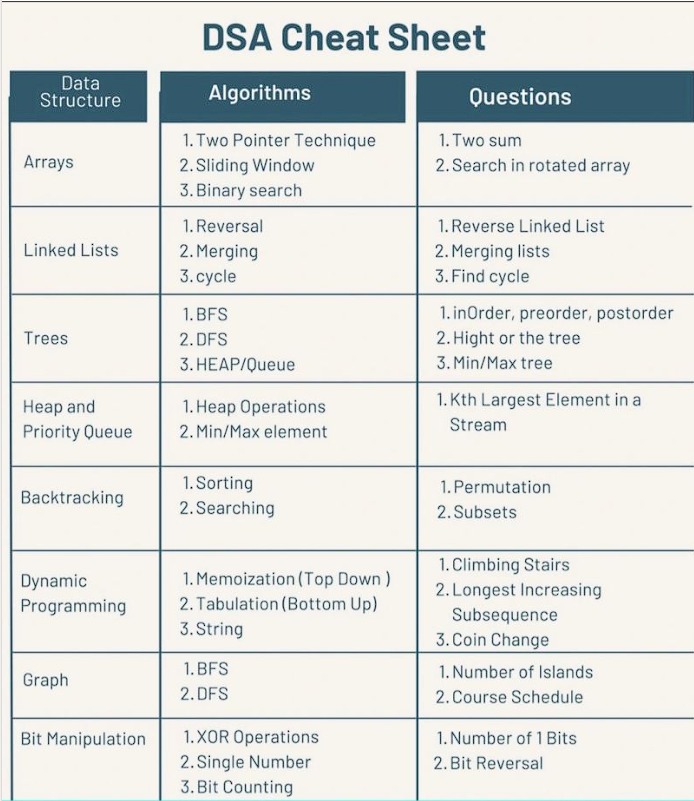 DSA Cheat Sheet
Data
Structure
Algorithms
Questions
Arrays
1. Two Pointer Technique
2. Sliding Window
3. Binary search
1. Two sum
2. Search in rotated array
Linked Lists
1. Reversal
2. Merging
3. cycle
1. Reverse Linked List
2. Merging lists
3. Find cycle
Trees
1. BFS
2. DFS
3. HEAP/Queue
1. inOrder, preorder, postorder
2. Hight or the tree
3. Min/Max tree
Heap and
Priority Queue
1. Heap Operations
2. Min/Max element
1. Kth Largest Element in a
Stream
Backtracking
1. Sorting
2. Searching
1. Permutation
2. Subsets
Dynamic
Programming
1. Memoization (Top Down )
2. Tabulation (Bottom Up)
3. String
1. Climbing Stairs
2. Longest Increasing
Subsequence
3. Coin Change
Graph
1. BFS
2. DFS
1. Number of Islands
2. Course Schedule
Bit Manipulation
1. XOR Operations
2. Single Number
3. Bit Counting
1. Number of 1 Bits
2. Bit Reversal